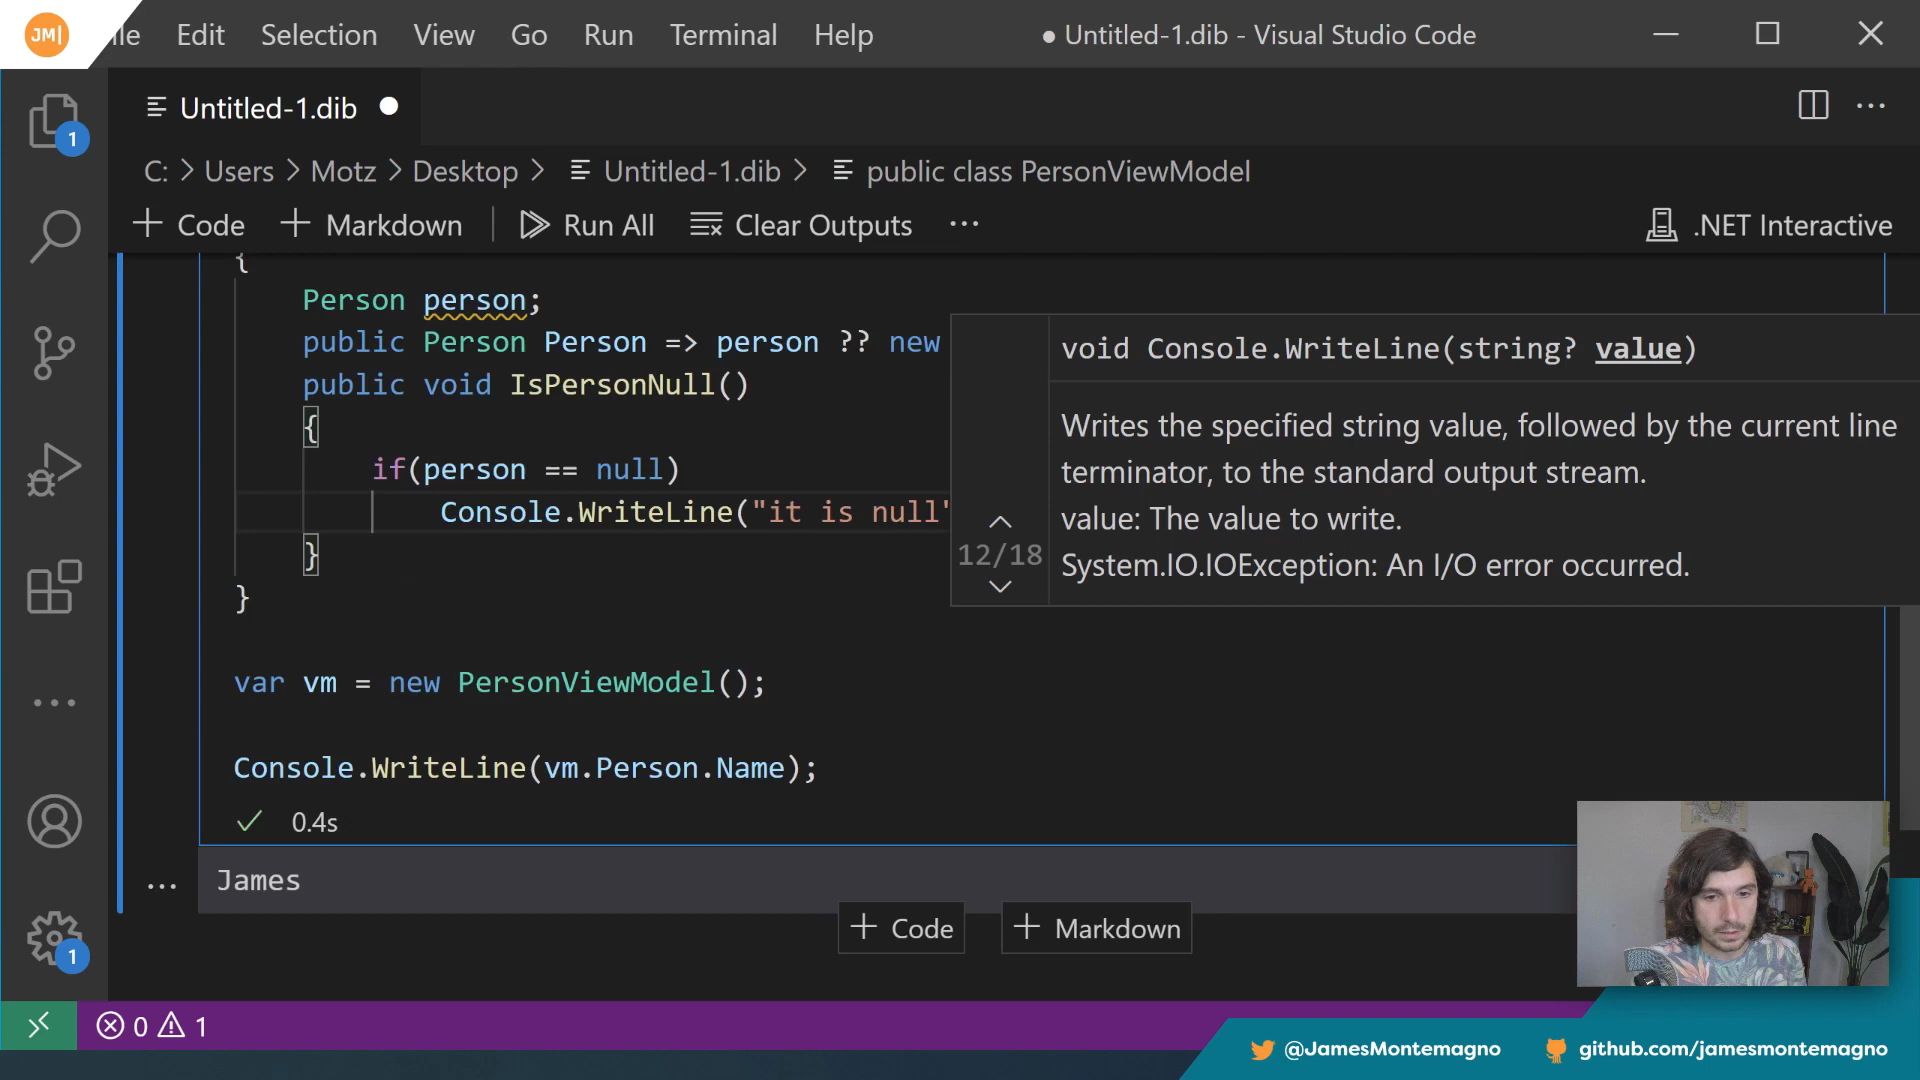 JM|
le Edit Selection View Go Run Terminal Help ● Untitled-1.dib - Visual Studio Code
Untitled-1.dib ●
C: > Users > Motz > Desktop > Untitled-1.dib > public class PersonViewModel
+ Code + Markdown Run All Clear Outputs ... .NET Interactive
{
Person person;
public Person Person => person ?? new
public void IsPersonNull()
{
if(person == null)
Console.WriteLine("it is null"
}
}
void Console.WriteLine(string? value)
Writes the specified string value, followed by the current line
terminator, to the standard output stream.
value: The value to write.
System.IO.IOException: An I/O error occurred.
12/18
var vm = new PersonViewModel();
Console.WriteLine(vm.Person.Name);
✓ 0.4s
... James
+ Code + Markdown
1
1
0 1
@JamesMontemagno github.com/jamesmontemagno